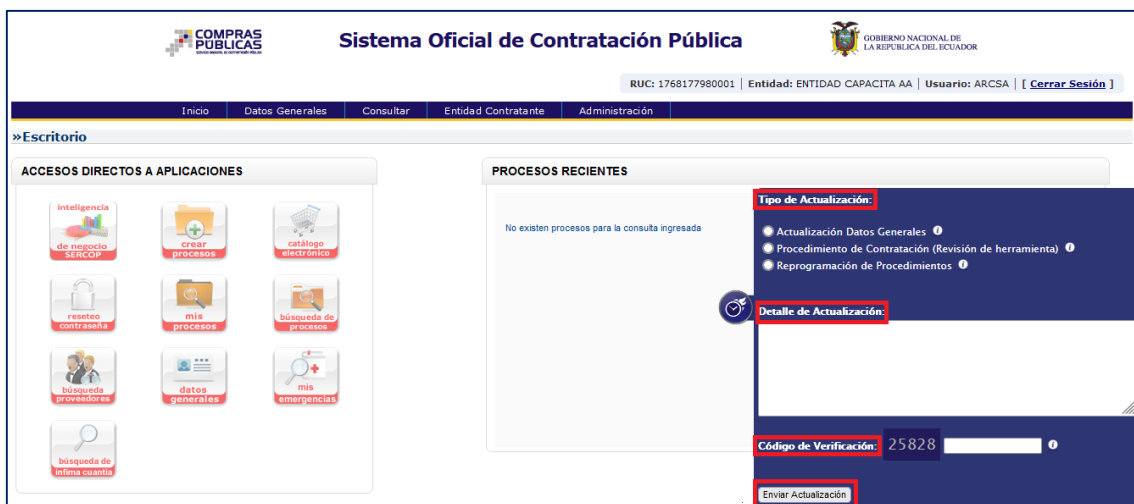 COMPRAS
PÚBLICAS
Sistema Oficial de Contratación Pública
GOBIERNO NACIONAL DE
LA REPUBLICA DEL ECUADOR
RUC: 1768177980001 | Entidad: ENTIDAD CAPACITA AA | Usuario: ARCSA | [ Cerrar Sesión ]
Inicio Datos Generales Consultar Entidad Contratante Administración
»Escritorio
ACCESOS DIRECTOS A APLICACIONES
inteligencia
de negocio
SERCOP
crear
procesos
catálogo
electrónico
reseteo
contraseña
mis
procesos
búsqueda de
procesos
búsqueda
proveedores
datos
generales
mis
emergencias
búsqueda de
ínfima cuantía
PROCESOS RECIENTES
No existen procesos para la consulta ingresada
Tipo de Actualización:
Actualización Datos Generales
Procedimiento de Contratación (Revisión de herramienta)
Reprogramación de Procedimientos
Detalle de Actualización:
Código de Verificación: 25828
Enviar Actualización